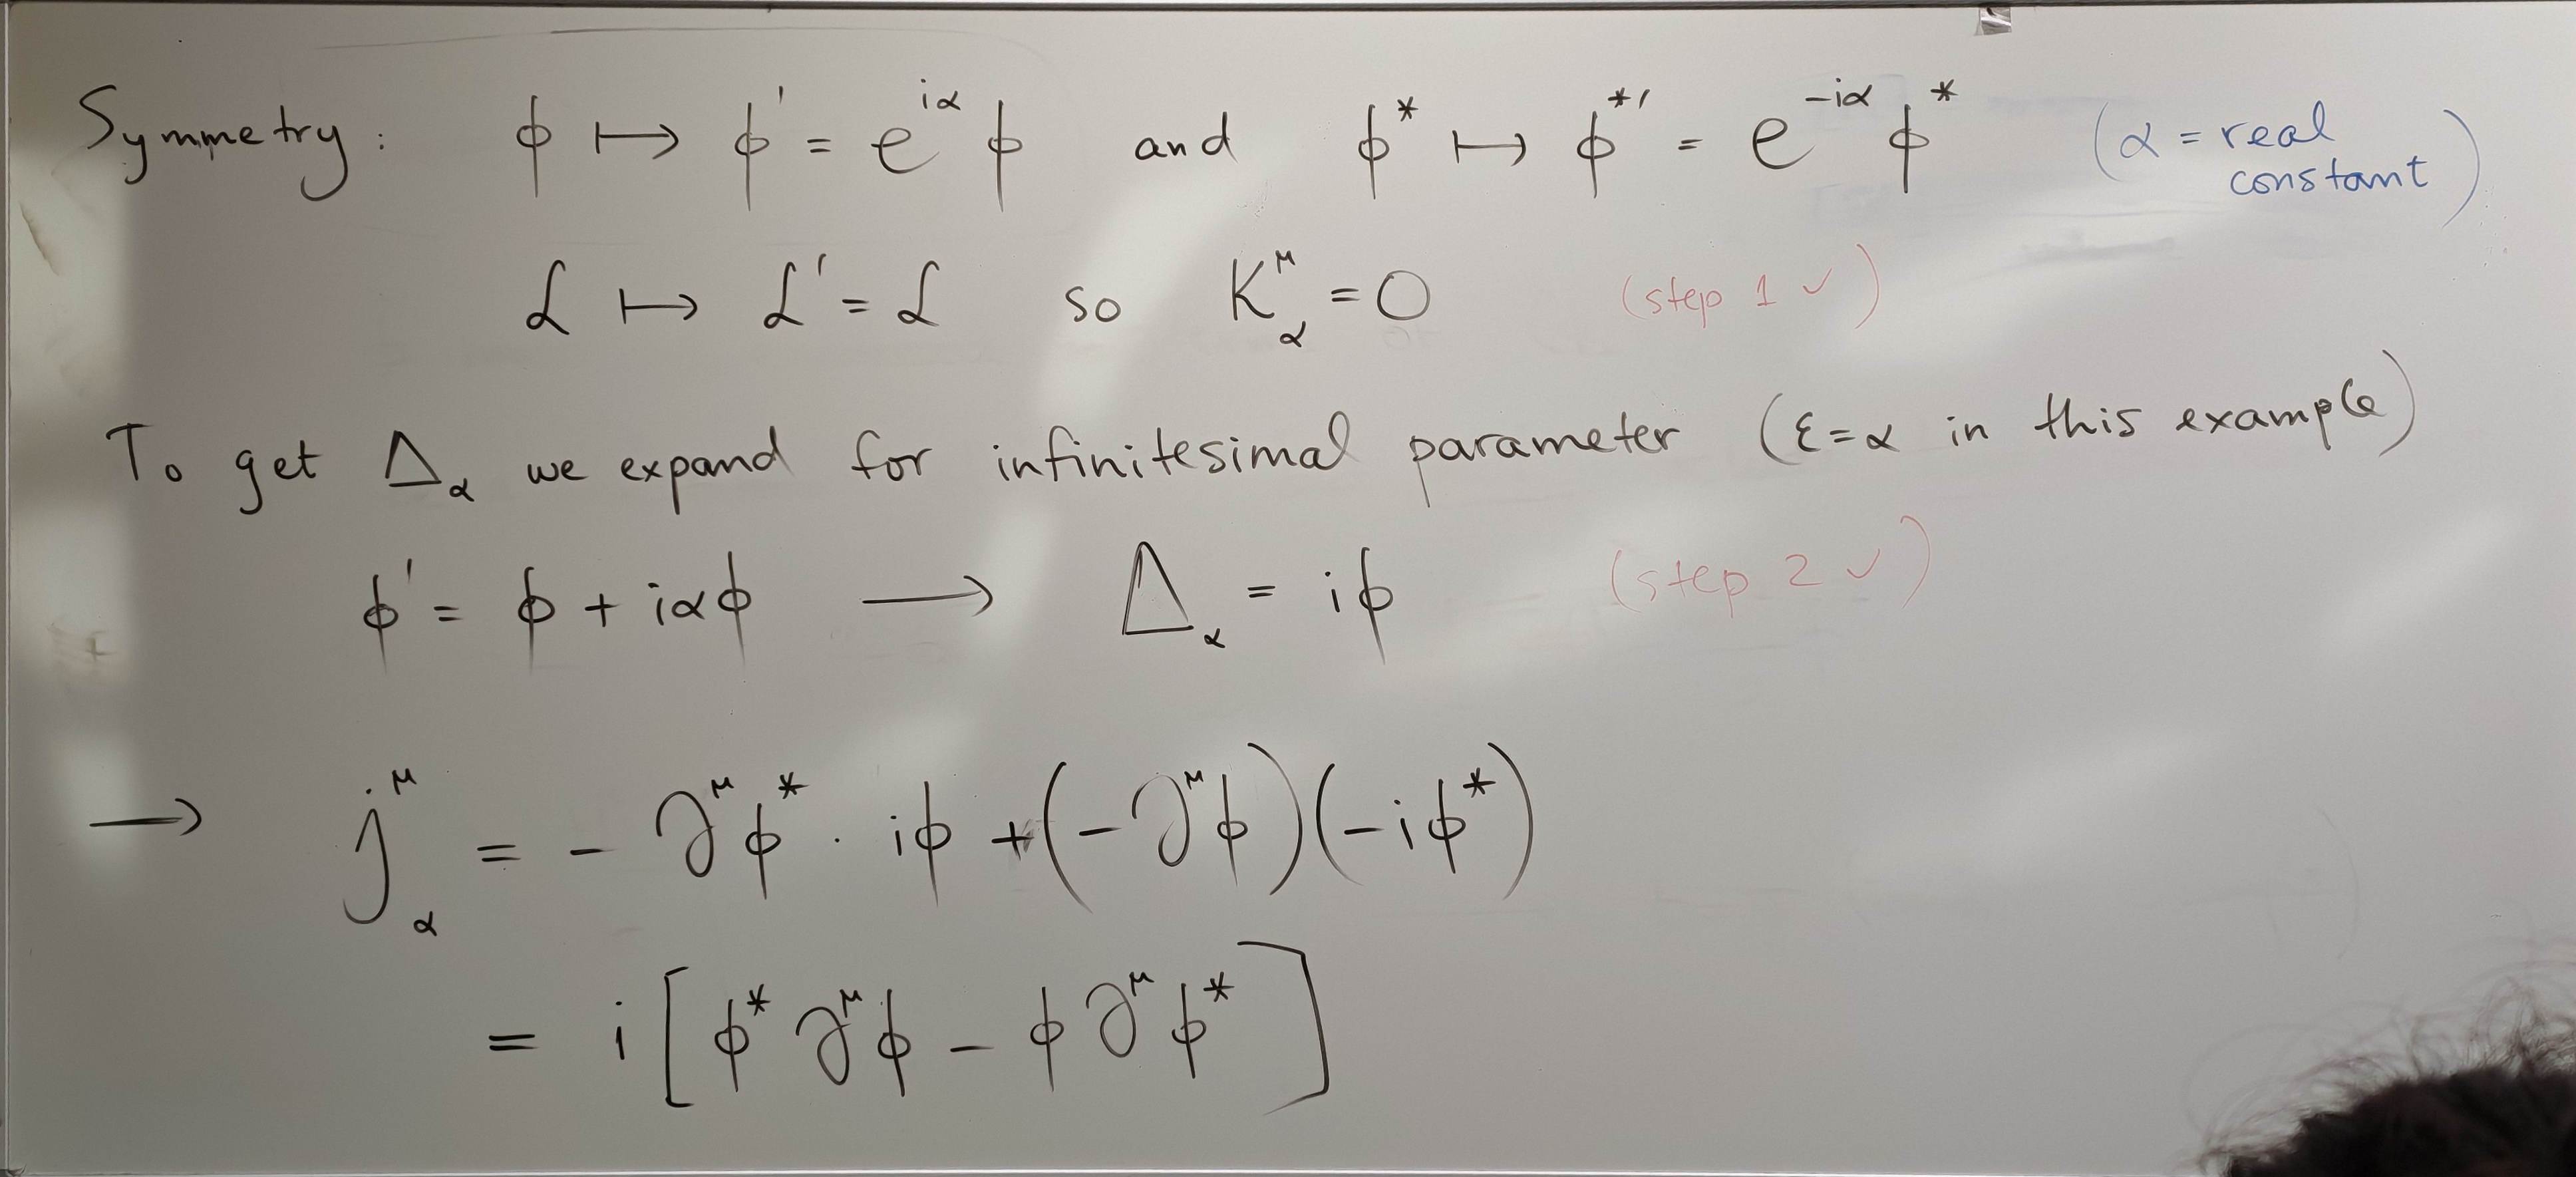 Symmetry: ϕ ⟼ ϕ' = e^{iα} ϕ and ϕ^* ⟼ ϕ^{*'} = e^{-iα} ϕ^* (α = real constant)
ℒ ⟼ ℒ' = ℒ so K^μ_α = 0 (step 1 ✓)
To get Δ_α we expand for infinitesimal parameter (ε=α in this example)
ϕ' = ϕ + iαϕ ⟶ Δ_α = iϕ (step 2 ✓)
⟶ j^μ_α = - ∂^μ ϕ^* · iϕ + (-∂^μ ϕ)(-iϕ^*)
= i [ϕ^* ∂^μ ϕ - ϕ ∂^μ ϕ^*]